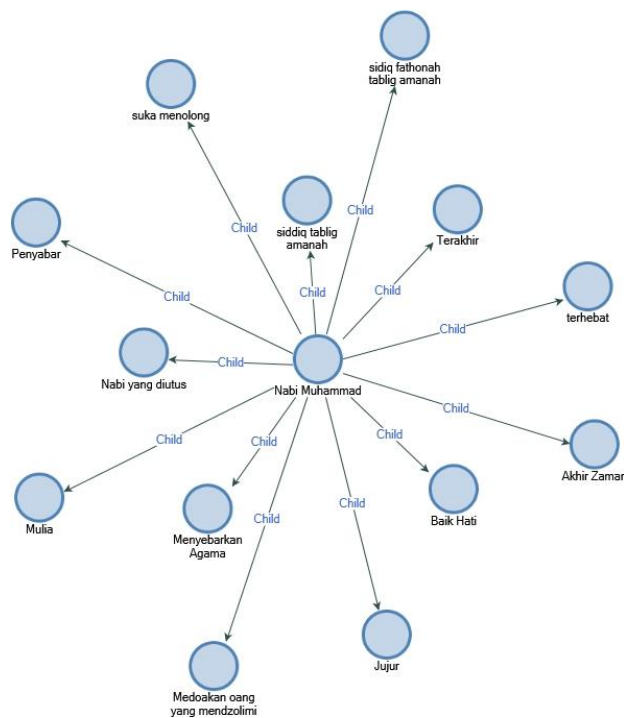 sidiq fathonah
tablig amanah
suka menolong
Child
siddiq tablig
amanah
Child
Terakhir
Penyabar
Child
Child
Child
Child
terhebat
Child
Nabi yang diutus
Child
Nabi Muhammad
Child
Child
Child
Child
Akhir Zaman
Mulia
Menyebarkan
Agama
Baik Hati
Child
Child
Jujur
Medoakan oang
yang mendzolimi